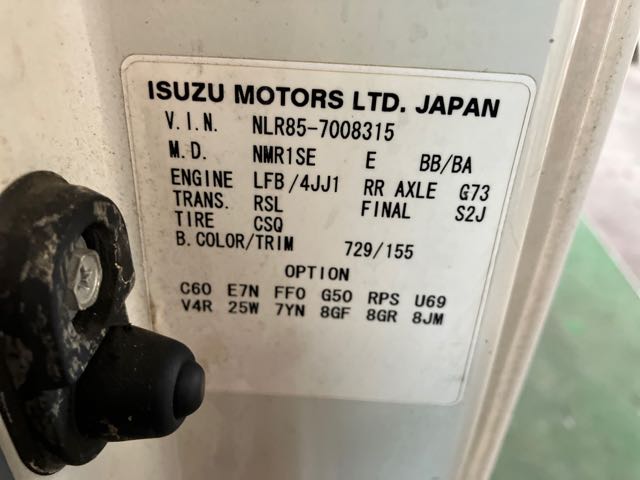 ISUZU MOTORS LTD. JAPAN
V.I.N. NLR85-7008315
M.D. NMR1SE E BB/BA
ENGINE LFB/4JJ1 RR AXLE G73
TRANS. RSL FINAL S2J
TIRE CSQ
B.COLOR/TRIM 729/155
OPTION
C60 E7N FF0 G50 RPS U69
V4R 25W 7YN 8GF 8GR 8JM